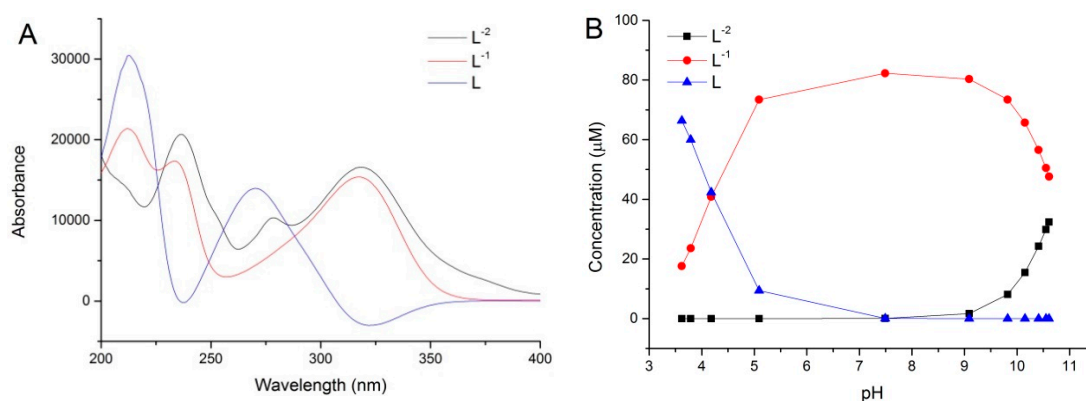 A
L-2
L-1
L
30000
20000
10000
0
Absorbance
200
250
300
350
400
Wavelength (nm)
B
L-2
L-1
L
100
80
60
40
20
0
Concentration (μM)
3
4
5
6
7
8
9
10
11
pH